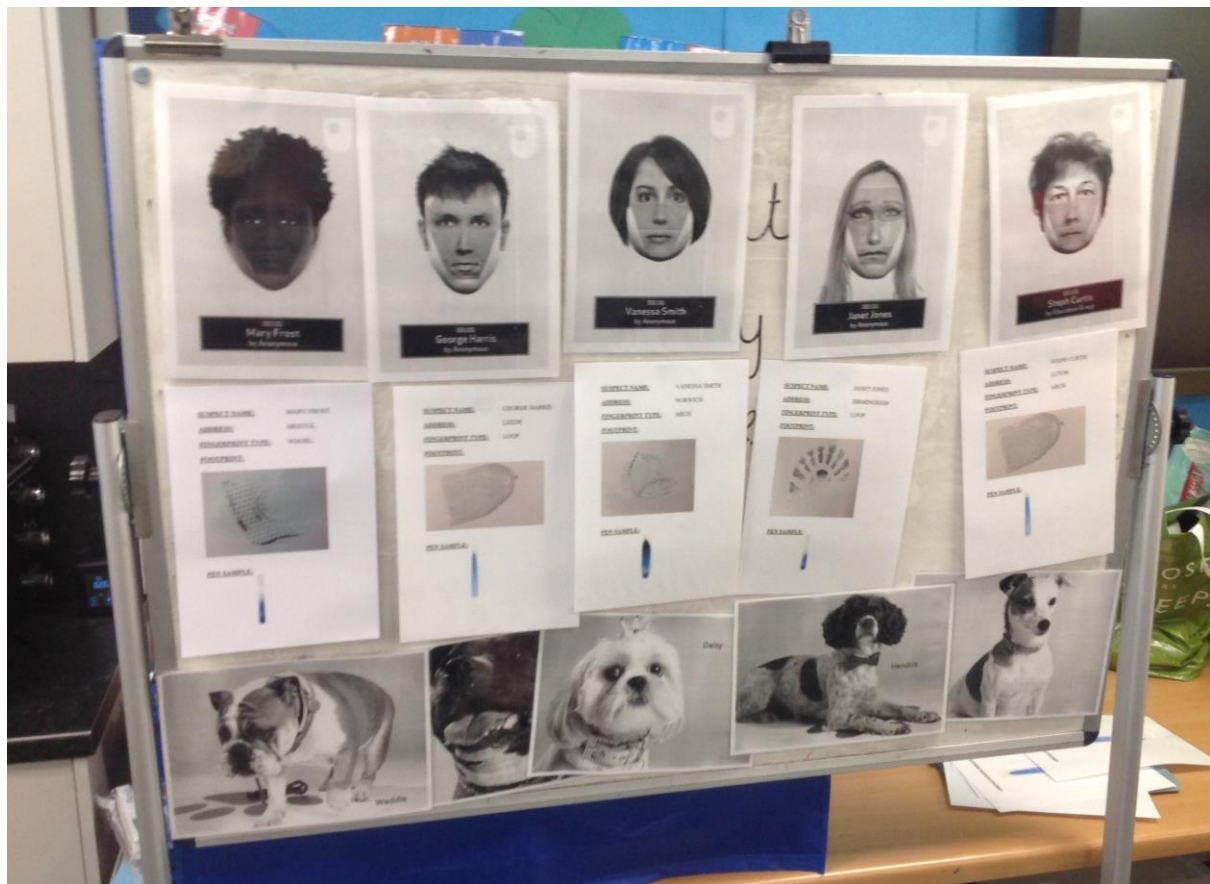 Mary Frost
by Anonymous
George Harris
by Anonymous
Vanessa Smith
by Anonymous
Janet Jones
by Anonymous
Steph Curtis
by Education Group
t
y
SUSPECT NAME: MARY FROST
ADDRESS: BRISTOL
FINGERPRINT TYPE: WHORL
FOOTPRINT:
PEN SAMPLE:
SUSPECT NAME: GEORGE HARRIS
ADDRESS: LEEDS
FINGERPRINT TYPE: LOOP
FOOTPRINT:
PEN SAMPLE:
SUSPECT NAME: VANESSA SMITH
ADDRESS: NORWICH
FINGERPRINT TYPE: ARCH
FOOTPRINT:
PEN SAMPLE:
SUSPECT NAME: JANET JONES
ADDRESS: BIRMINGHAM
FINGERPRINT TYPE: LOOP
FOOTPRINT:
PEN SAMPLE:
SUSPECT NAME: STEPH CURTIS
ADDRESS: LUTON
FINGERPRINT TYPE: ARCH
FOOTPRINT:
PEN SAMPLE:
Waddle
Daisy
Hendrix